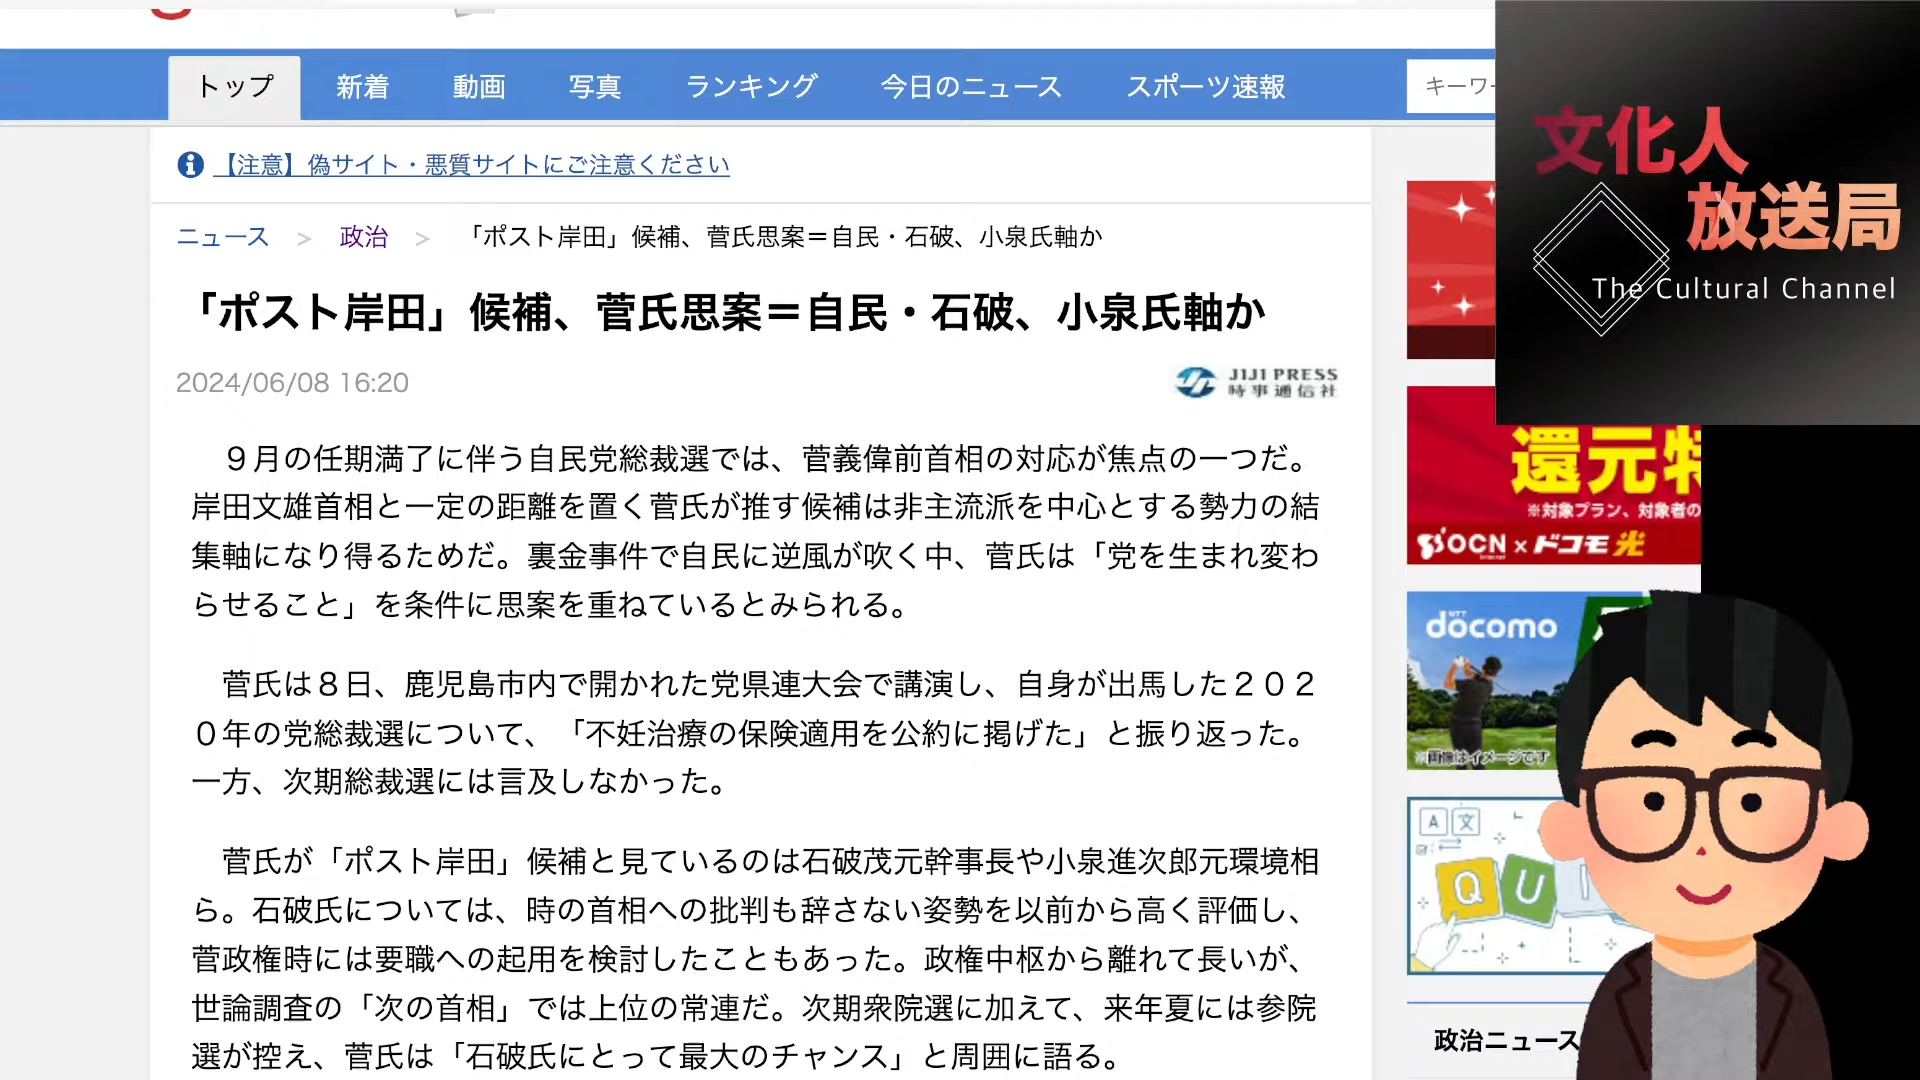 トップ 新着 動画 写真 ランキング 今日のニュース スポーツ速報
【注意】偽サイト・悪質サイトにご注意ください
ニュース > 政治 > 「ポスト岸田」候補、菅氏思案＝自民・石破、小泉氏軸か
「ポスト岸田」候補、菅氏思案＝自民・石破、小泉氏軸か
2024/06/08 16:20
JIJI PRESS
時事通信社
９月の任期満了に伴う自民党総裁選では、菅義偉前首相の対応が焦点の一つだ。
岸田文雄首相と一定の距離を置く菅氏が推す候補は非主流派を中心とする勢力の結
集軸になり得るためだ。裏金事件で自民に逆風が吹く中、菅氏は「党を生まれ変わ
らせること」を条件に思案を重ねているとみられる。
菅氏は８日、鹿児島市内で開かれた党県連大会で講演し、自身が出馬した２０２
０年の党総裁選について、「不妊治療の保険適用を公約に掲げた」と振り返った。
一方、次期総裁選には言及しなかった。
菅氏が「ポスト岸田」候補と見ているのは石破茂元幹事長や小泉進次郎元環境相
ら。石破氏については、時の首相への批判も辞さない姿勢を以前から高く評価し、
菅政権時には要職への起用を検討したこともあった。政権中枢から離れて長いが、
世論調査の「次の首相」では上位の常連だ。次期衆院選に加えて、来年夏には参院
選が控え、菅氏は「石破氏にとって最大のチャンス」と周囲に語る。
キーワ
文化人
放送局
The Cultural Channel
還元特
※対象プラン、対象者の
OCN × ドコモ光
NTT
docomo
※画像はイメージです
A 文
Q U I
政治ニュース